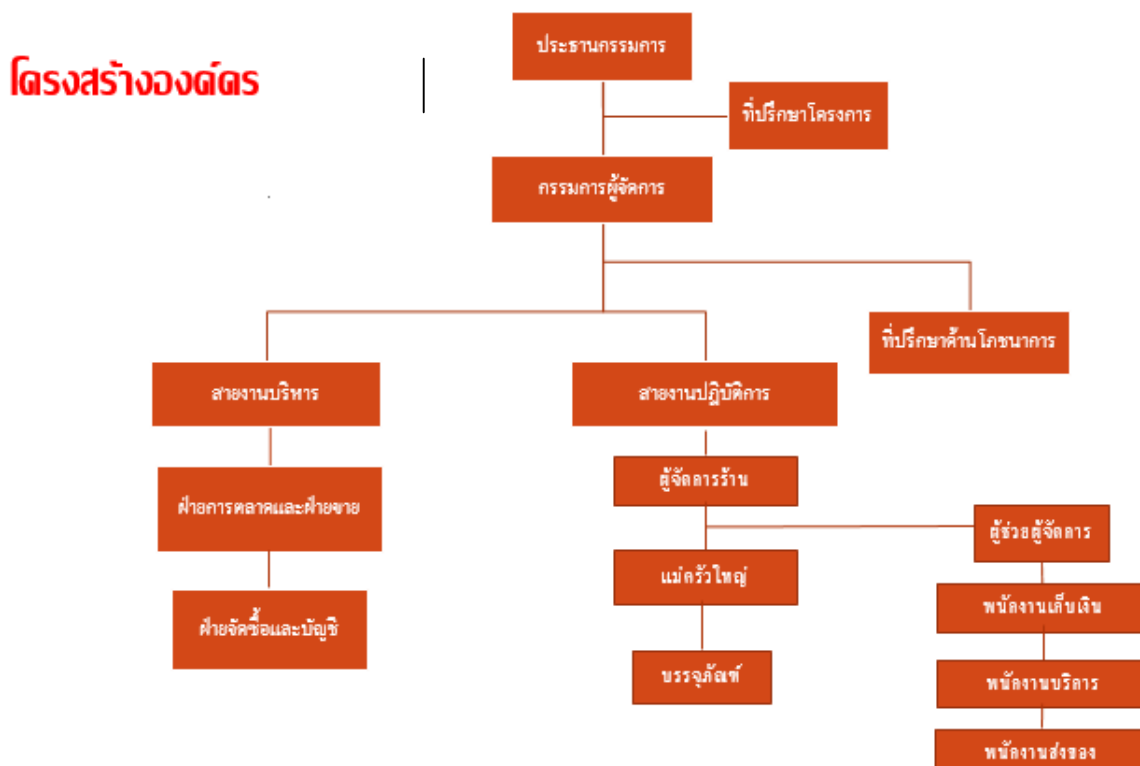 โครงสร้างองค์กร
ประธานกรรมการ
ที่ปรึกษาโครงการ
กรรมการผู้จัดการ
ที่ปรึกษาด้านโภชนาการ
สายงานบริหาร
สายงานปฎิบัติการ
ฝ่ายการตลาดและฝ่ายขาย
ผู้จัดการร้าน
ผู้ช่วยผู้จัดการ
แม่ครัวใหญ่
พนักงานเก็บเงิน
ฝ่ายจัดซื้อและบัญชี
บรรจุภัณฑ์
พนักงานบริการ
พนักงานส่งของ